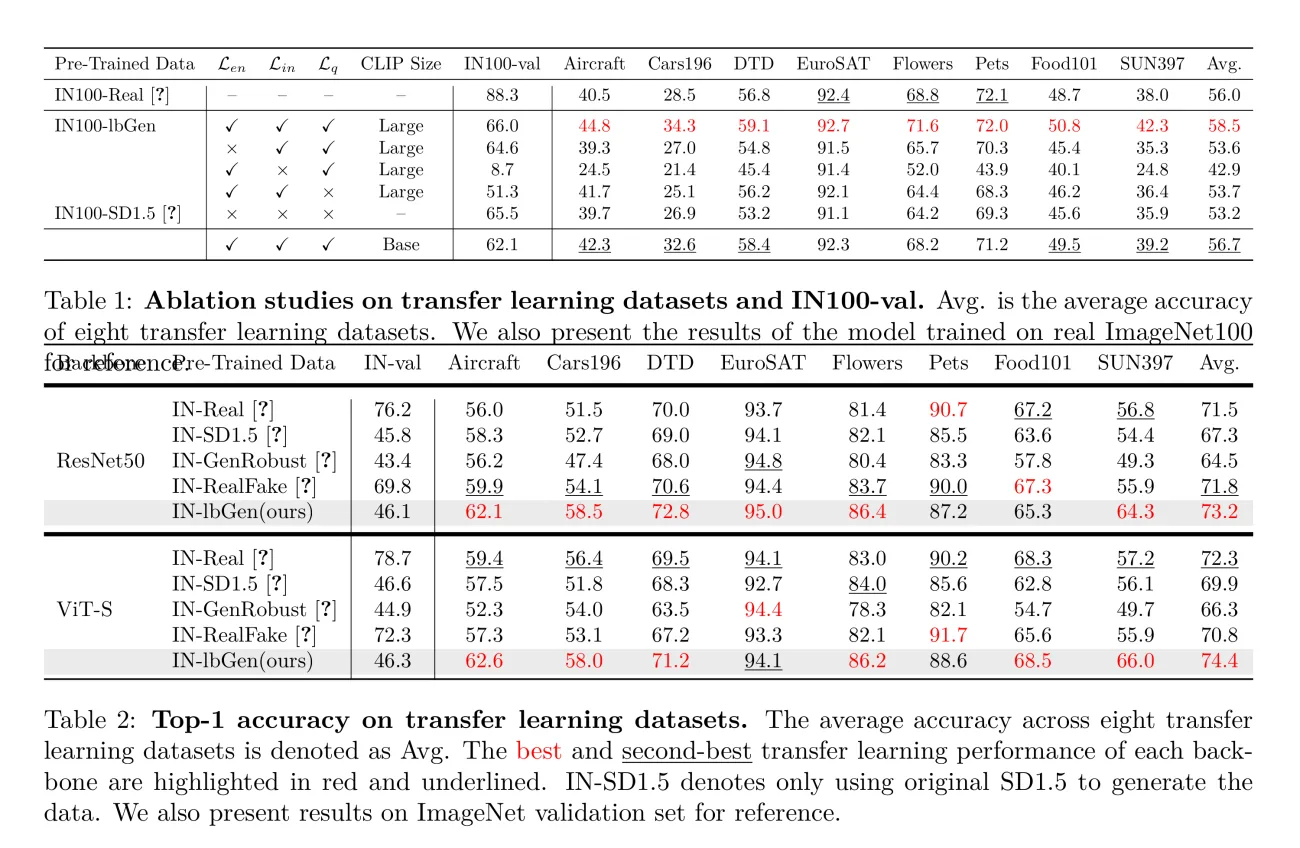 Pre-Trained Data L_en L_in L_q CLIP Size IN100-val Aircraft Cars196 DTD EuroSAT Flowers Pets Food101 SUN397 Avg.
IN100-Real [?] – – – – 88.3 40.5 28.5 56.8 92.4 68.8 72.1 48.7 38.0 56.0
IN100-lbGen ✓ ✓ ✓ Large 66.0 44.8 34.3 59.1 92.7 71.6 72.0 50.8 42.3 58.5
× ✓ ✓ Large 64.6 39.3 27.0 54.8 91.5 65.7 70.3 45.4 35.3 53.6
✓ × ✓ Large 8.7 24.5 21.4 45.4 91.4 52.0 43.9 40.1 24.8 42.9
✓ ✓ × Large 51.3 41.7 25.1 56.2 92.1 64.4 68.3 46.2 36.4 53.7
IN100-SD1.5 [?] × × × – 65.5 39.7 26.9 53.2 91.1 64.2 69.3 45.6 35.9 53.2
✓ ✓ ✓ Base 62.1 42.3 32.6 58.4 92.3 68.2 71.2 49.5 39.2 56.7
Table 1: Ablation studies on transfer learning datasets and IN100-val. Avg. is the average accuracy
of eight transfer learning datasets. We also present the results of the model trained on real ImageNet100
for reference.
Backbone Pre-Trained Data IN-val Aircraft Cars196 DTD EuroSAT Flowers Pets Food101 SUN397 Avg.
IN-Real [?] 76.2 56.0 51.5 70.0 93.7 81.4 90.7 67.2 56.8 71.5
IN-SD1.5 [?] 45.8 58.3 52.7 69.0 94.1 82.1 85.5 63.6 54.4 67.3
ResNet50 IN-GenRobust [?] 43.4 56.2 47.4 68.0 94.8 80.4 83.3 57.8 49.3 64.5
IN-RealFake [?] 69.8 59.9 54.1 70.6 94.4 83.7 90.0 67.3 55.9 71.8
IN-lbGen(ours) 46.1 62.1 58.5 72.8 95.0 86.4 87.2 65.3 64.3 73.2
IN-Real [?] 78.7 59.4 56.4 69.5 94.1 83.0 90.2 68.3 57.2 72.3
IN-SD1.5 [?] 46.6 57.5 51.8 68.3 92.7 84.0 85.6 62.8 56.1 69.9
ViT-S IN-GenRobust [?] 44.9 52.3 54.0 63.5 94.4 78.3 82.1 54.7 49.7 66.3
IN-RealFake [?] 72.3 57.3 53.1 67.2 93.3 82.1 91.7 65.6 55.9 70.8
IN-lbGen(ours) 46.3 62.6 58.0 71.2 94.1 86.2 88.6 68.5 66.0 74.4
Table 2: Top-1 accuracy on transfer learning datasets. The average accuracy across eight transfer
learning datasets is denoted as Avg. The best and second-best transfer learning performance of each back-
bone are highlighted in red and underlined. IN-SD1.5 denotes only using original SD1.5 to generate the
data. We also present results on ImageNet validation set for reference.